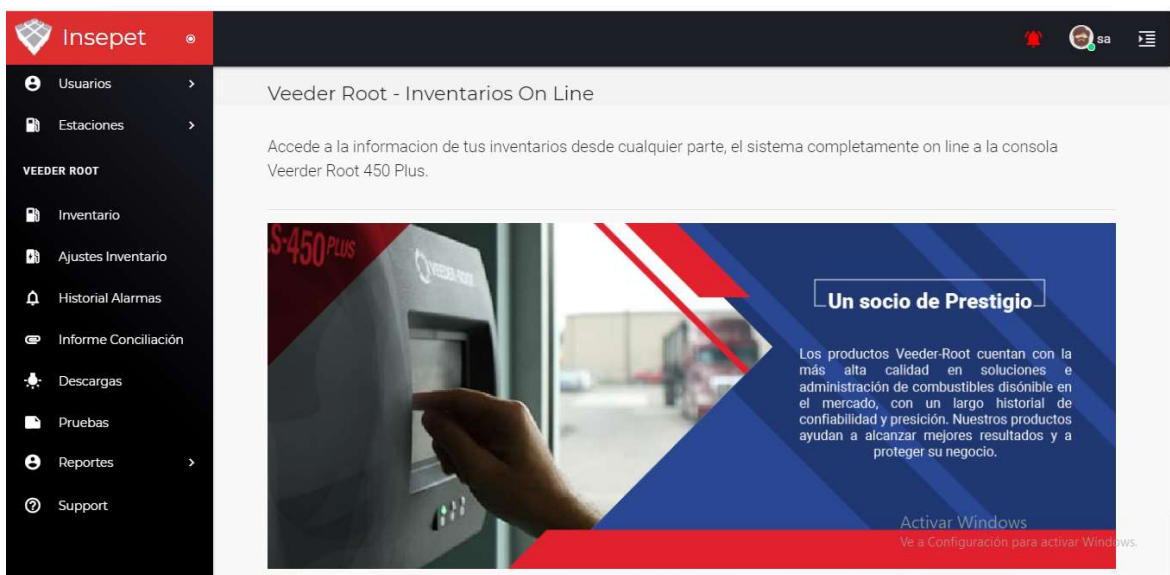 Insepet
sa
Usuarios
Estaciones
VEEDER ROOT
Inventario
Ajustes Inventario
Historial Alarmas
Informe Conciliación
Descargas
Pruebas
Reportes
Support
Veeder Root - Inventarios On Line
Accede a la informacion de tus inventarios desde cualquier parte, el sistema completamente on line a la consola
Veerder Root 450 Plus.
S-450 PLUS
VEEDER-ROOT
Un socio de Prestigio
Los productos Veeder-Root cuentan con la
más alta calidad en soluciones e
administración de combustibles disónible en
el mercado, con un largo historial de
confiabilidad y presición. Nuestros productos
ayudan a alcanzar mejores resultados y a
proteger su negocio.
Activar Windows
Ve a Configuración para activar Windows.